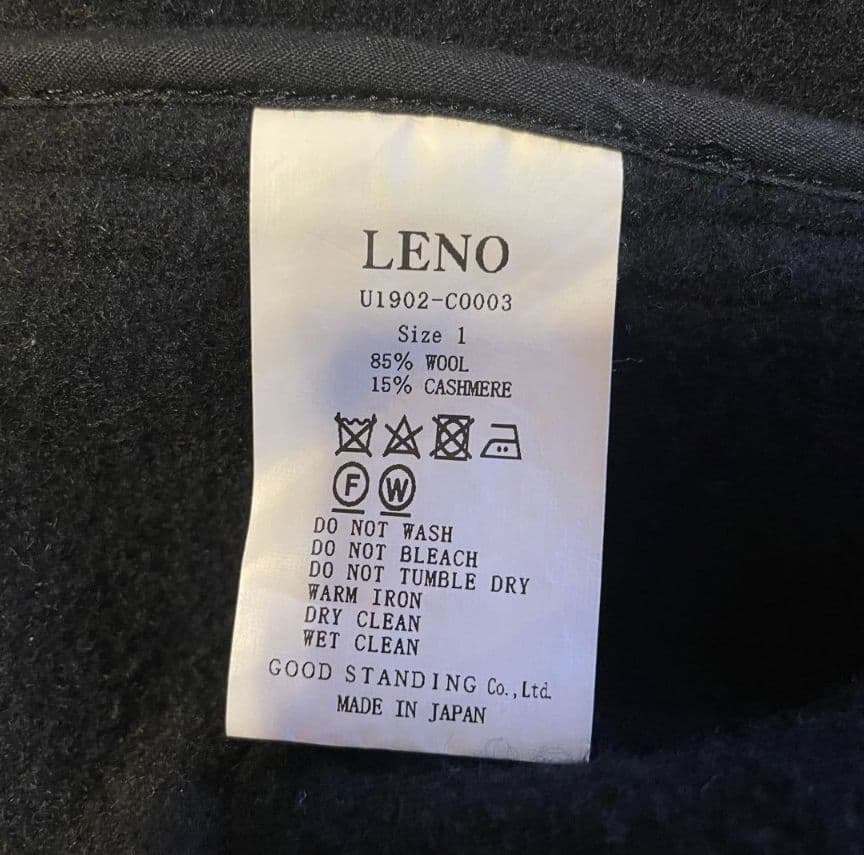 LENO
U1902-C0003
Size 1
85% WOOL
15% CASHMERE
F W
DO NOT WASH
DO NOT BLEACH
DO NOT TUMBLE DRY
WARM IRON
DRY CLEAN
WET CLEAN
GOOD STANDING Co.,Ltd.
MADE IN JAPAN